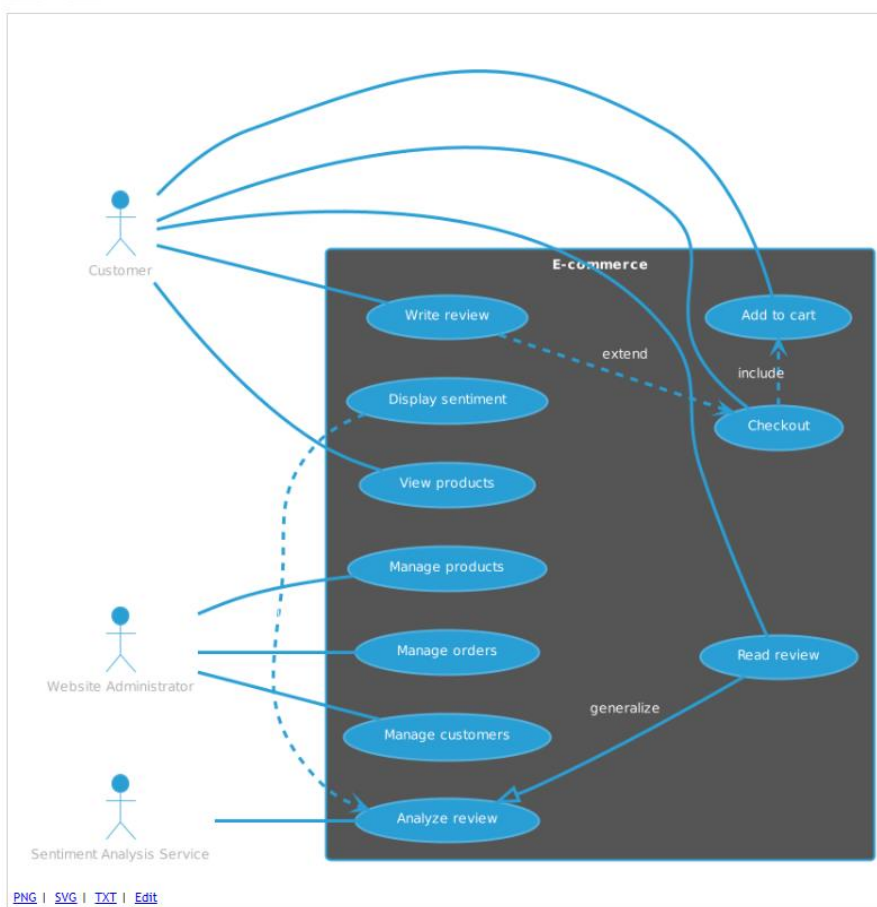 E-commerce
Customer
Write review
Add to cart
extend
include
Display sentiment
Checkout
View products
Manage products
Manage orders
Read review
Website Administrator
generalize
Manage customers
Analyze review
Sentiment Analysis Service
PNG | SVG | TXT | Edit